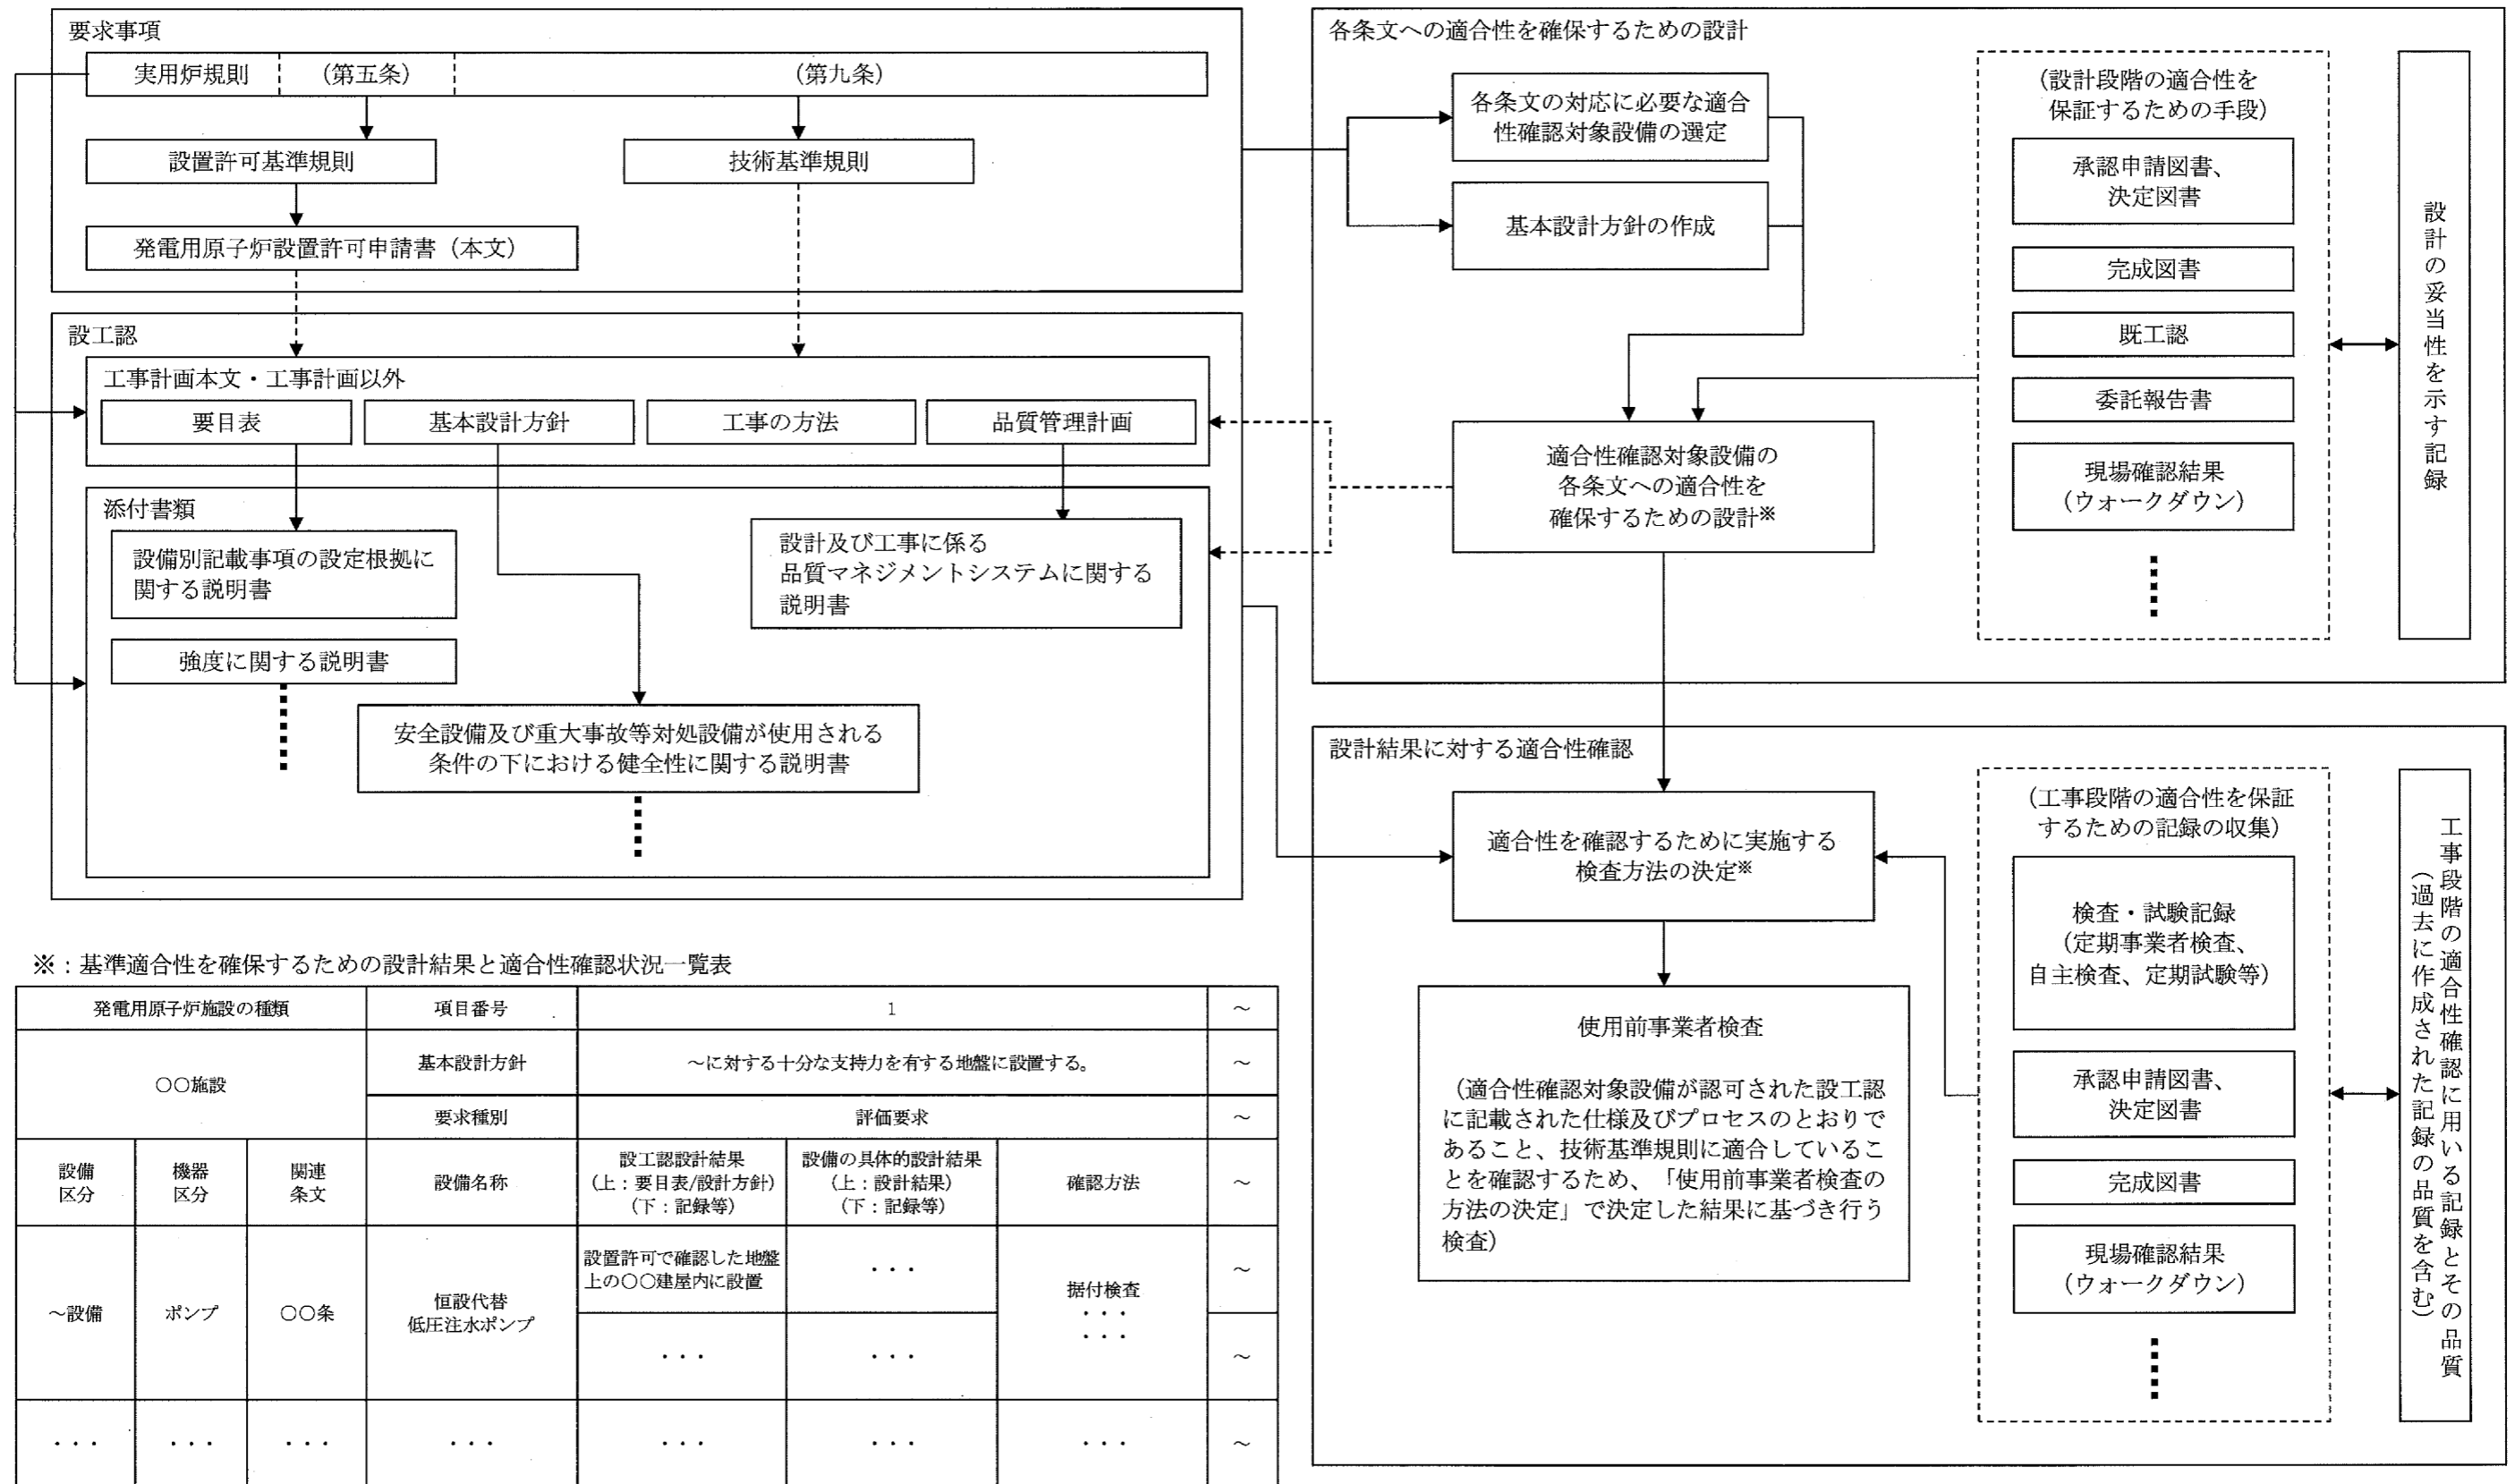 要求事項
実用炉規則
（第五条）
（第九条）
設置許可基準規則
技術基準規則
発電用原子炉設置許可申請書（本文）
設工認
工事計画本文・工事計画以外
要目表
基本設計方針
工事の方法
品質管理計画
添付書類
設備別記載事項の設定根拠に
関する説明書
設計及び工事に係る
品質マネジメントシステムに関する
説明書
強度に関する説明書
安全設備及び重大事故等対処設備が使用される
条件の下における健全性に関する説明書
各条文への適合性を確保するための設計
各条文の対応に必要な適合
性確認対象設備の選定
基本設計方針の作成
適合性確認対象設備の
各条文への適合性を
確保するための設計※
（設計段階の適合性を
保証するための手段）
承認申請図書、
決定図書
完成図書
既工認
委託報告書
現場確認結果
（ウォークダウン）
設計の妥当性を示す記録
設計結果に対する適合性確認
適合性を確認するために実施する
検査方法の決定※
使用前事業者検査
（適合性確認対象設備が認可された設工認
に記載された仕様及びプロセスのとおりで
あること、技術基準規則に適合しているこ
とを確認するため、「使用前事業者検査の
方法の決定」で決定した結果に基づき行う
検査）
（工事段階の適合性を保証
するための記録の収集）
検査・試験記録
（定期事業者検査、
自主検査、定期試験等）
承認申請図書、
決定図書
完成図書
現場確認結果
（ウォークダウン）
工事段階の適合性確認に用いる記録とその品質
（過去に作成された記録の品質を含む）
※：基準適合性を確保するための設計結果と適合性確認状況一覧表
発電用原子炉施設の種類 項目番号 1 ～
○○施設
基本設計方針 ～に対する十分な支持力を有する地盤に設置する。 ～
要求種別 評価要求 ～
設備
区分
機器
区分
関連
条文
設備名称
設工認設計結果
（上：要目表/設計方針）
（下：記録等）
設備の具体的設計結果
（上：設計結果）
（下：記録等）
確認方法
～
～設備
ポンプ
○○条
恒設代替
低圧注水ポンプ
設置許可で確認した地盤
上の○○建屋内に設置
・・・
据付検査
・・・
・・・
～
・・・ ・・・ ～
・・・ ・・・ ・・・ ・・・ ・・・ ・・・ ・・・ ～